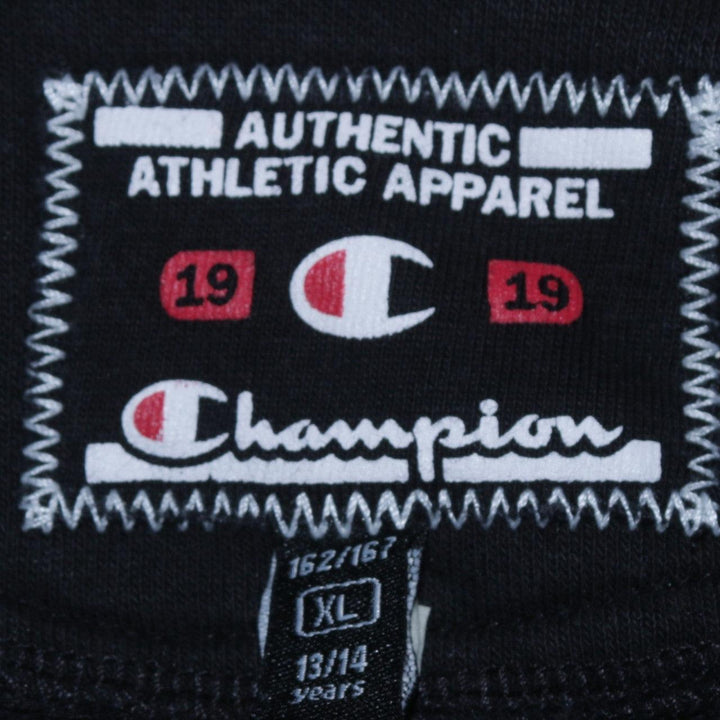 AUTHENTIC
ATHLETIC APPAREL
19 C 19
Champion
162/167
XL
13/14
years